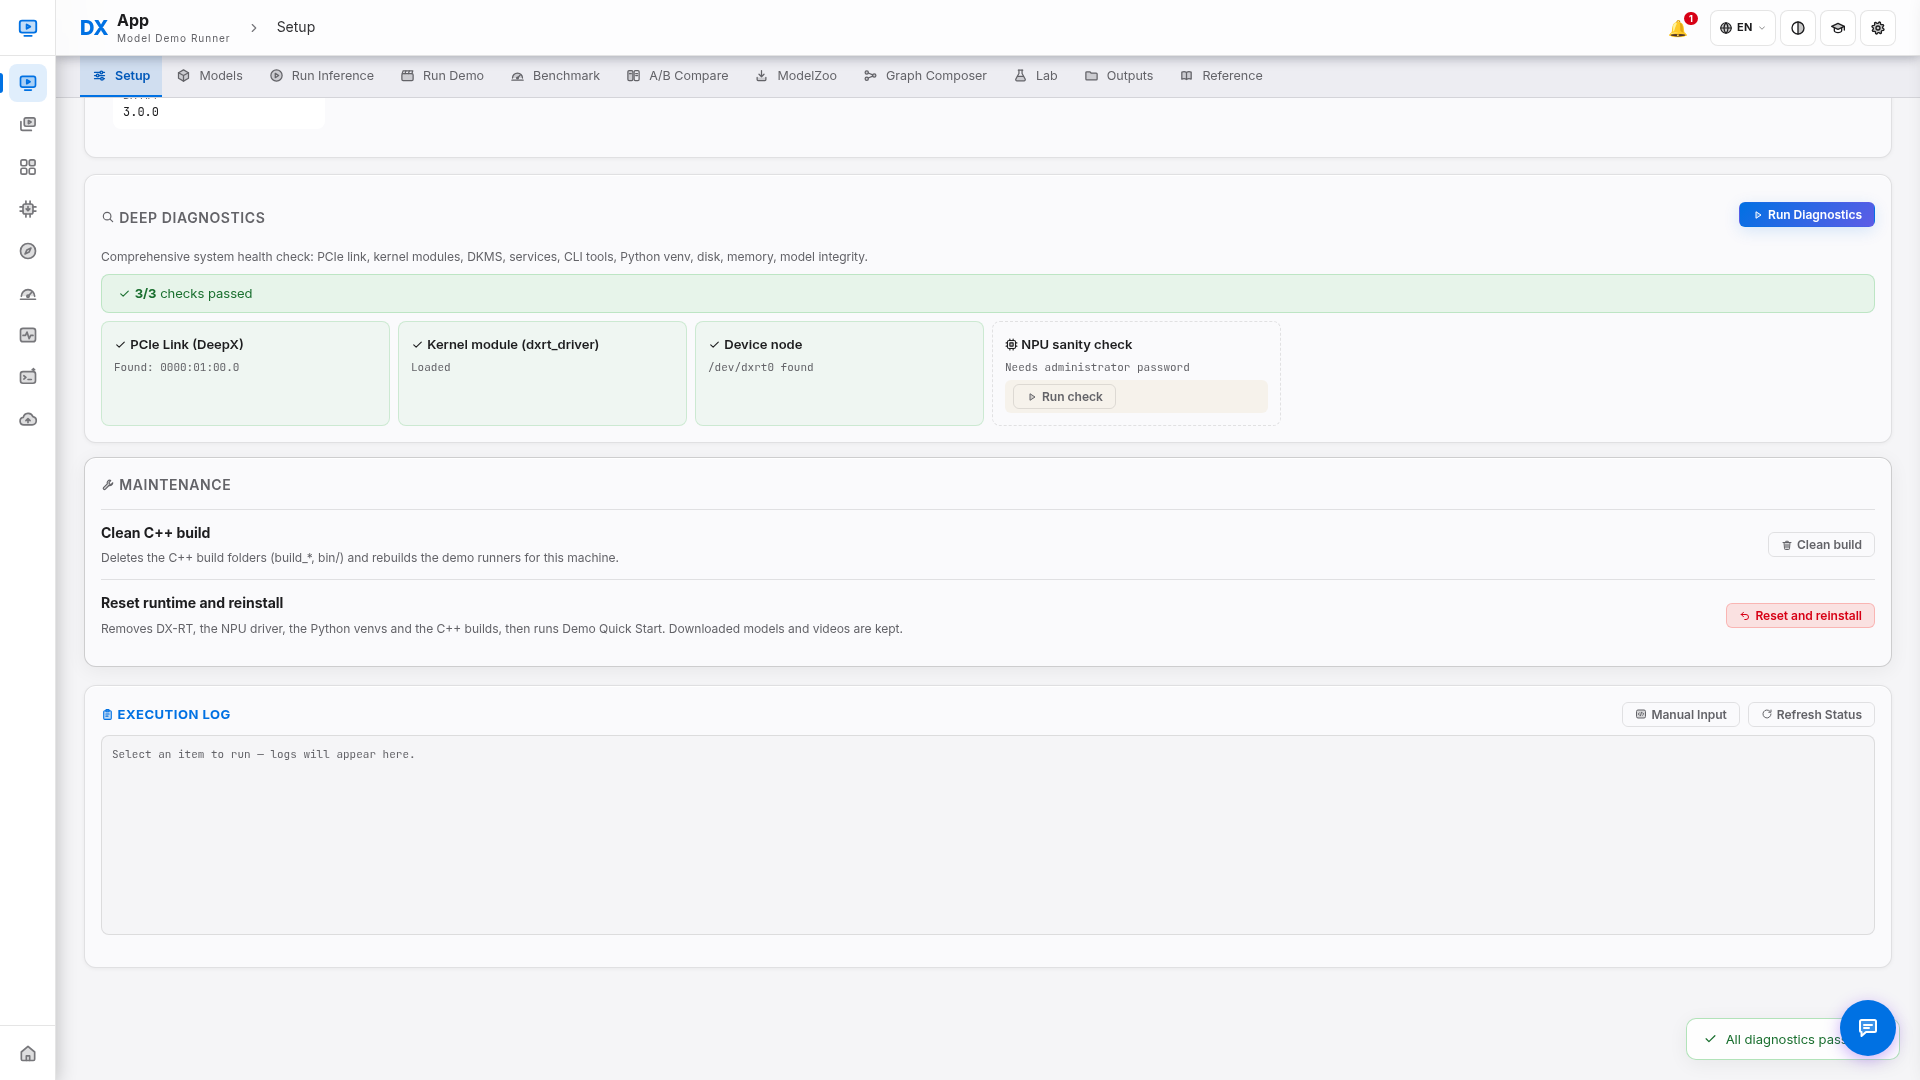 DX
App
Model Demo Runner
Setup
1
EN
Setup
Models
Run Inference
Run Demo
Benchmark
A/B Compare
ModelZoo
Graph Composer
Lab
Outputs
Reference
3.0.0
DEEP DIAGNOSTICS
Run Diagnostics
Comprehensive system health check: PCIe link, kernel modules, DKMS, services, CLI tools, Python venv, disk, memory, model integrity.
3/3 checks passed
PCIe Link (DeepX)
Found: 0000:01:00.0
Kernel module (dxrt_driver)
Loaded
Device node
/dev/dxrt0 found
NPU sanity check
Needs administrator password
Run check
MAINTENANCE
Clean C++ build
Deletes the C++ build folders (build_*, bin/) and rebuilds the demo runners for this machine.
Clean build
Reset runtime and reinstall
Removes DX-RT, the NPU driver, the Python venvs and the C++ builds, then runs Demo Quick Start. Downloaded models and videos are kept.
Reset and reinstall
EXECUTION LOG
Manual Input
Refresh Status
Select an item to run — logs will appear here.
All diagnostics pass